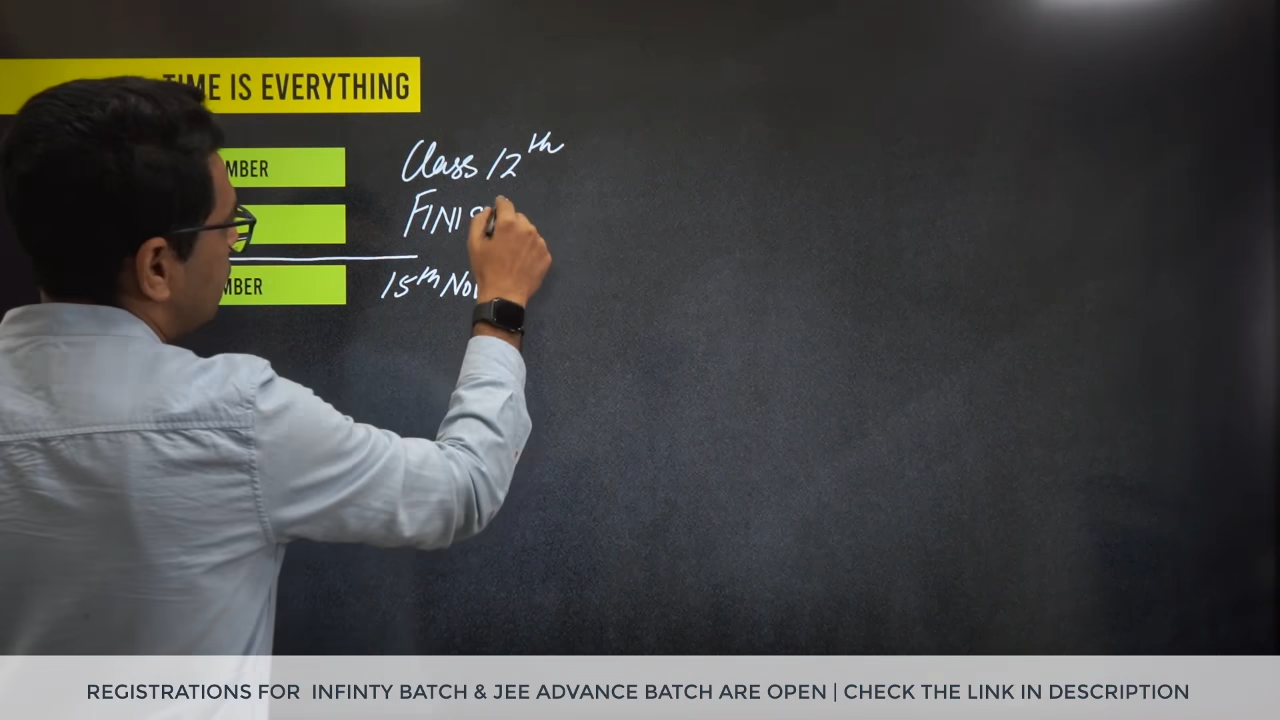 TIME IS EVERYTHING
MBER
Class 12th
FINIS
MBER
15th Nov
REGISTRATIONS FOR INFINTY BATCH & JEE ADVANCE BATCH ARE OPEN | CHECK THE LINK IN DESCRIPTION